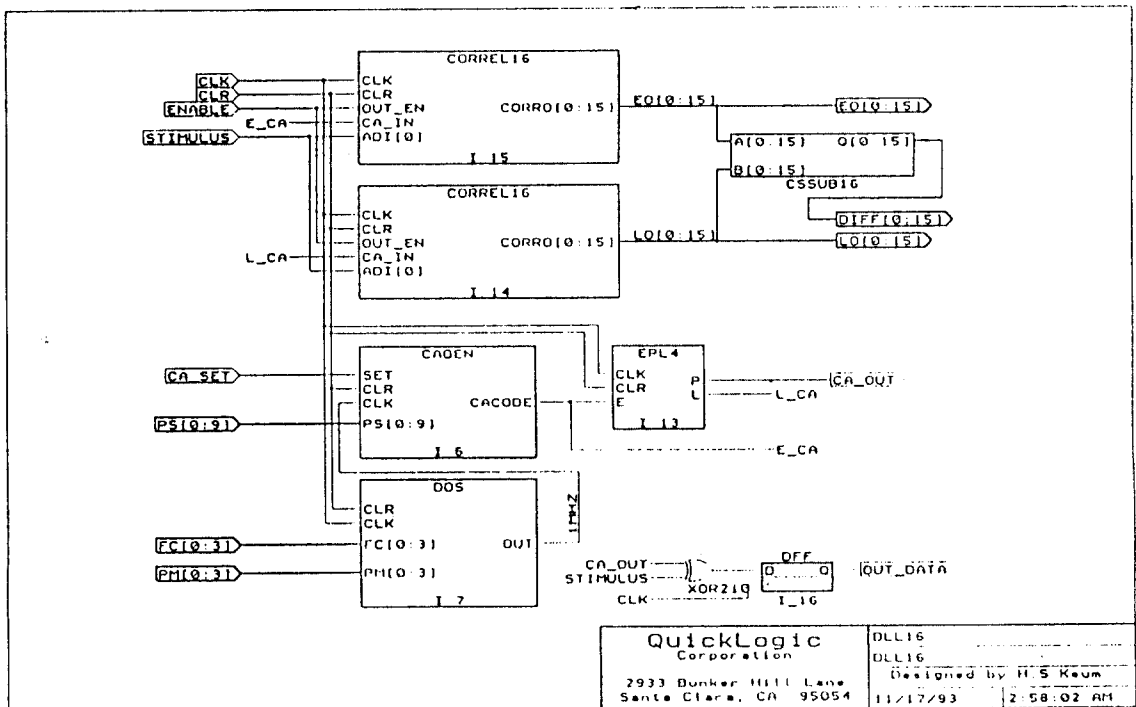 CORREL16
CLK
CLR
ENABLE
E_CA
STIMULUS
CLK
CLR
OUT_EN
CA_IN
ADI[0]
CORRO[0:15]
I_15
EO[0:15]
EO[0:15]
A[0:15] Q[0:15]
B[0:15]
CSSUB16
DIFF[0:15]
LO[0:15]
LO[0:15]
CORREL16
CLK
CLR
OUT_EN
CA_IN
ADI[0]
CORRO[0:15]
I_14
L_CA
CA_SET
PS[0:9]
CAGEN
SET
CLR
CLK
PS[0:9]
CACODE
I_6
EPL4
CLK
CLR
E
P
L
I_13
CA_OUT
L_CA
E_CA
DOS
CLR
CLK
FC[0:3]
PM[0:3]
OUT
I_7
FC[0:3]
PM[0:3]
1MHZ
CA_OUT
STIMULUS
CLK
XOR2i0
DFF
D Q
I_16
OUT_DATA
QuickLogic
Corporation
2933 Bunker Hill Lane
Santa Clara, CA 95054
DLL16
DLL16
Designed by H.S Keum
11/17/93 2:58:02 AM